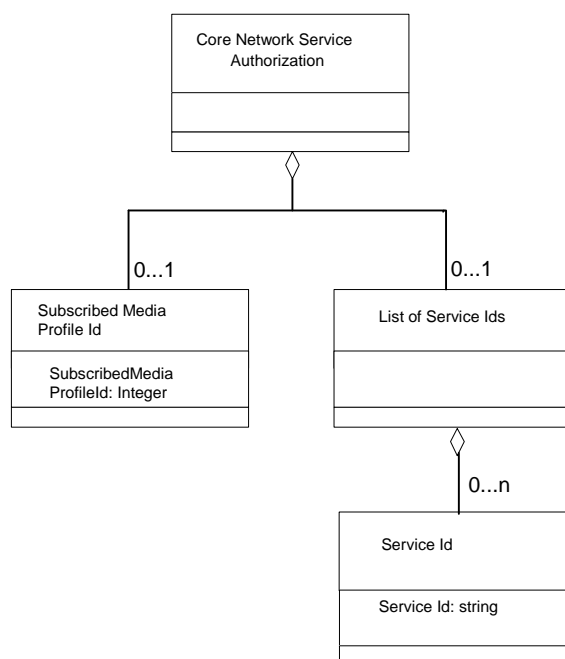 Core Network Service
Authorization
0...1
0...1
Subscribed Media
Profile Id
List of Service Ids
SubscribedMedia
ProfileId: Integer
0...n
Service Id
Service Id: string